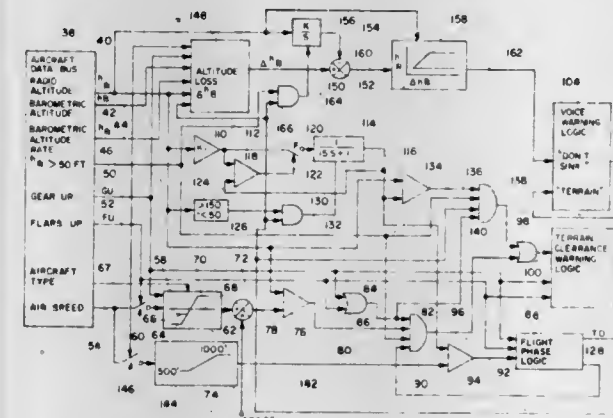 148
38
40
156
154
158
AIRCRAFT
DATA BUS
RADIO
ALTITUDE
BAROMETRIC
ALTITUDE
BAROMETRIC
ALTITUDE
RATE
42
44
46
50
GEAR UP
GU
52
FLARS UP
FU
AIRCRAFT
TYPE
67
AIR SPEED
54
ALTITUDE
LOSS
K
S
160
150
152
164
162
104
VOICE
WARNING
LOGIC
"DON'T
SINK"
"TERRAIN"
110
112
166
120
114
118
124
122
116
134
136
138
>150
<50
130
132
126
140
98
TERRAIN
CLEARANCE
WARNING
LOGIC
100
58
70
72
68
66
64
62
84
86
82
96
88
78
76
80
60
500'
1000'
146
144
74
142
90
94
92
FLIGHT
PHASE
LOGIC
TO
128